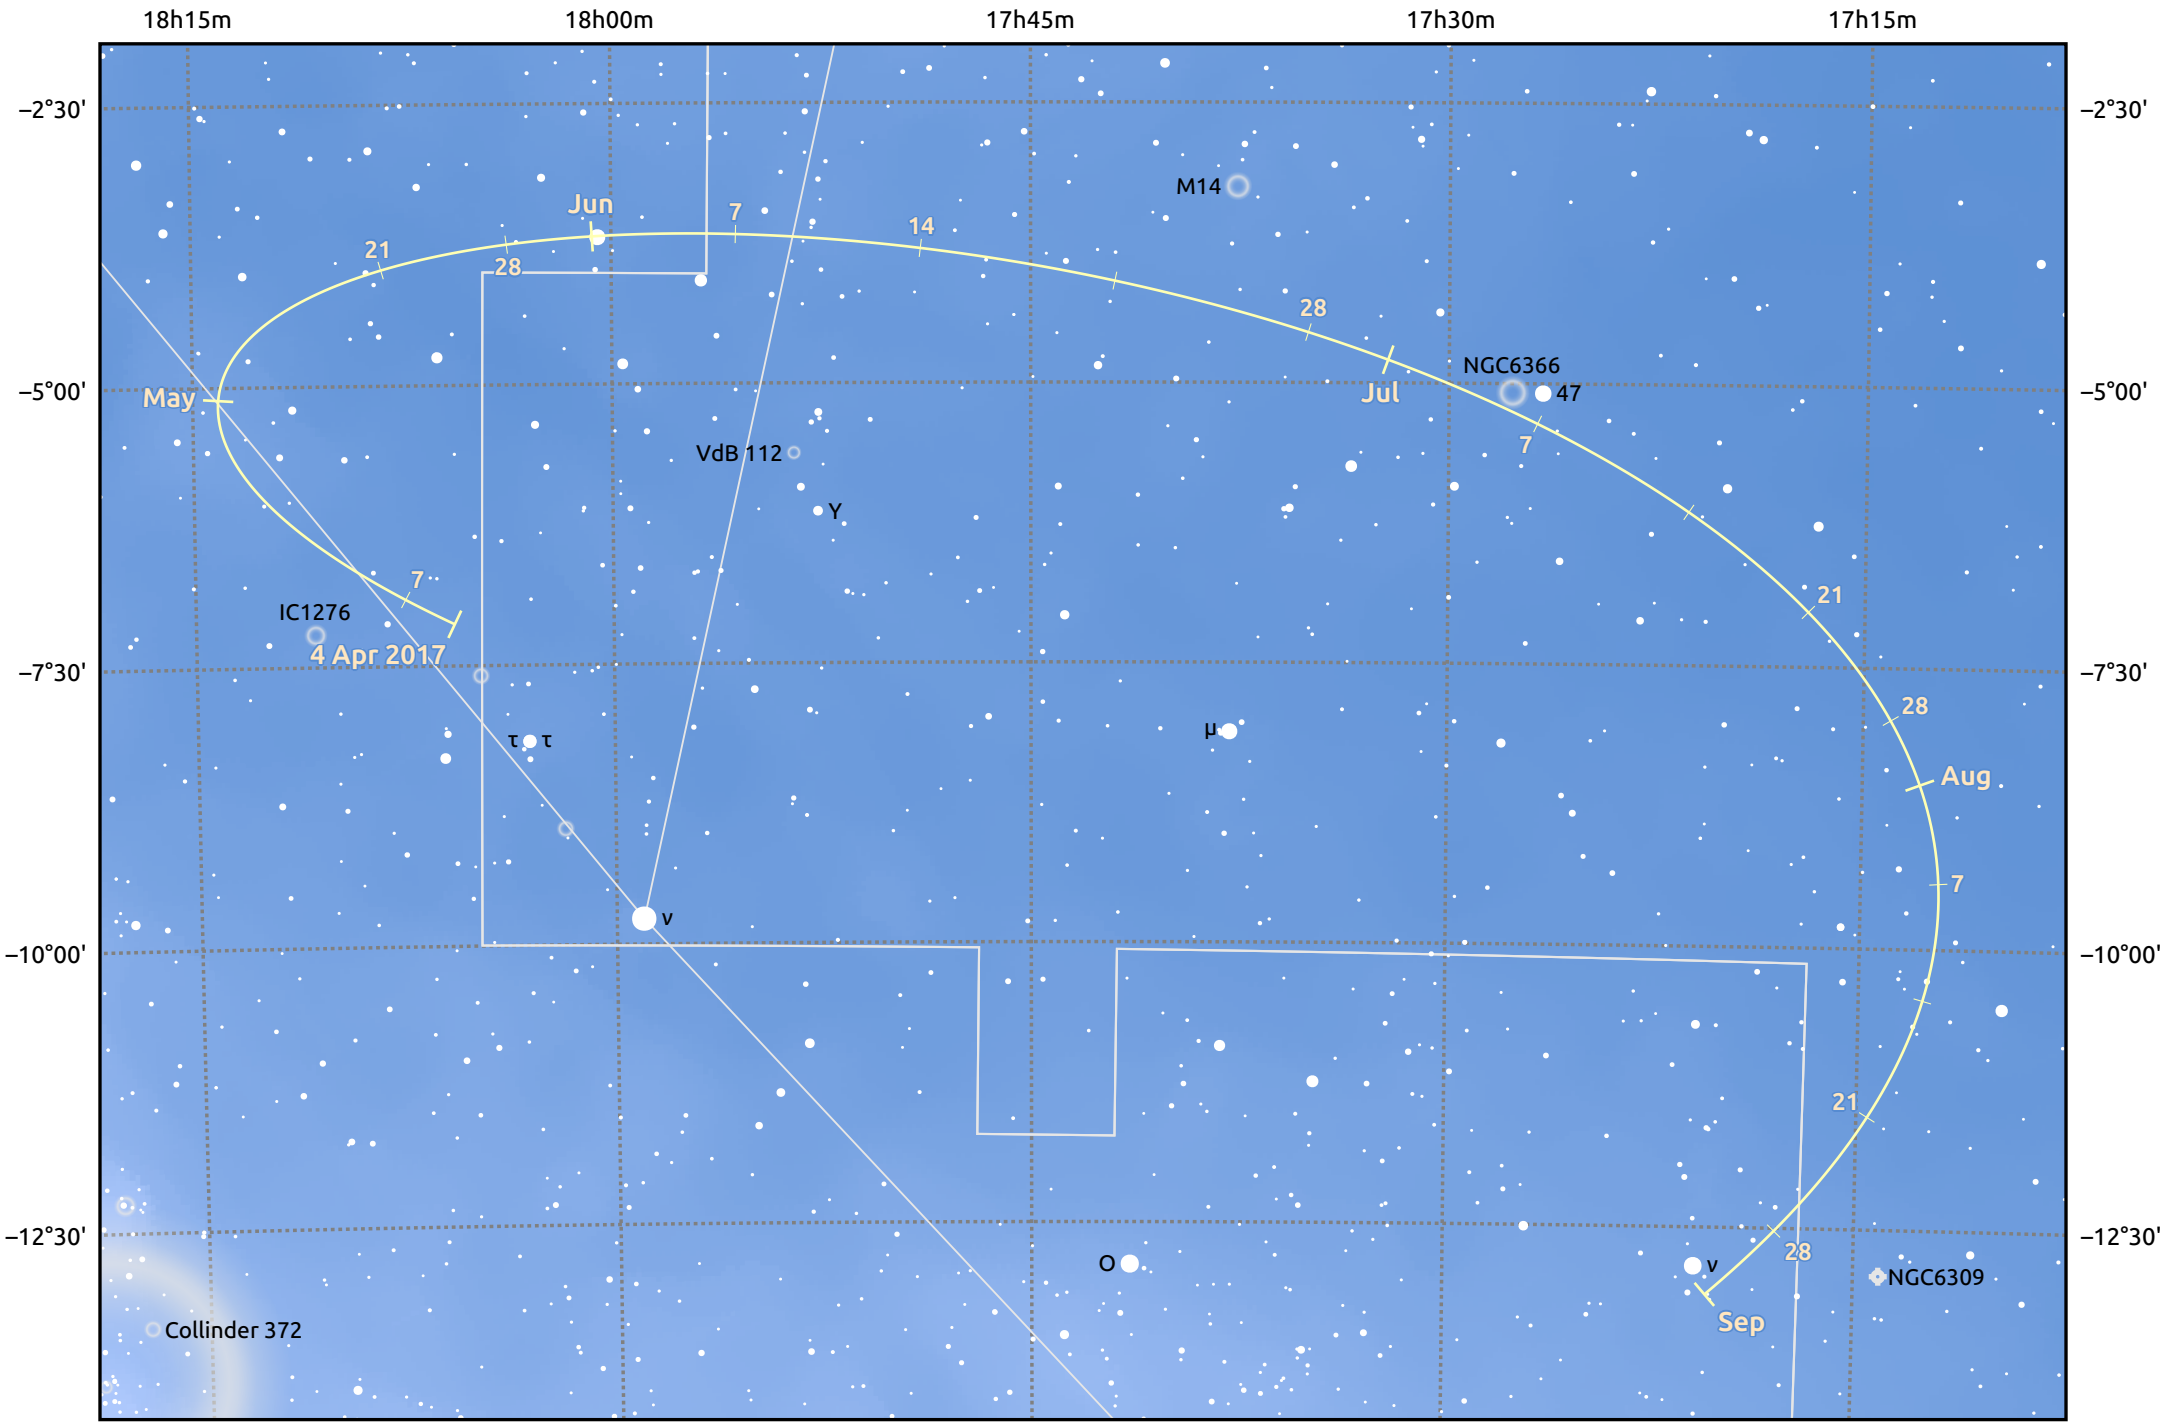 18h15m 18h00m 17h45m 17h30m 17h15m
−2°30' −2°30'
M14
Jun 7
21 14
28
28
NGC6366
−5°00' May Jul 47 −5°00'
7
VdB 112
Y
7 21
IC1276
4 Apr 2017
−7°30' −7°30'
28
μ
τ τ
Aug
7
ν
−10°00' −10°00'
21
−12°30' −12°30'
28
O ν
NGC6309
Sep
Collinder 372